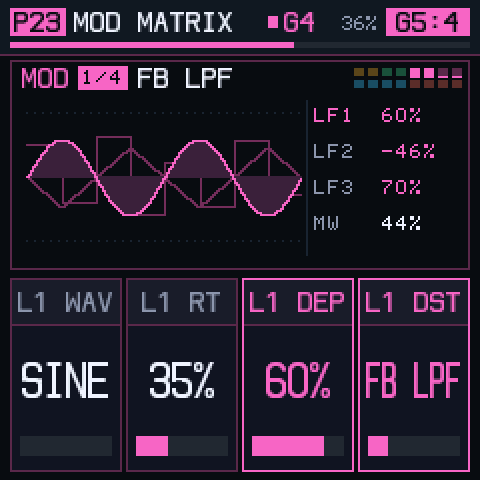 P23 MOD MATRIX G4 36% G5:4
MOD 1/4 FB LPF
LF1 60%
LF2 -46%
LF3 70%
MW 44%
L1 WAV L1 RT L1 DEP L1 DST
SINE 35% 60% FB LPF